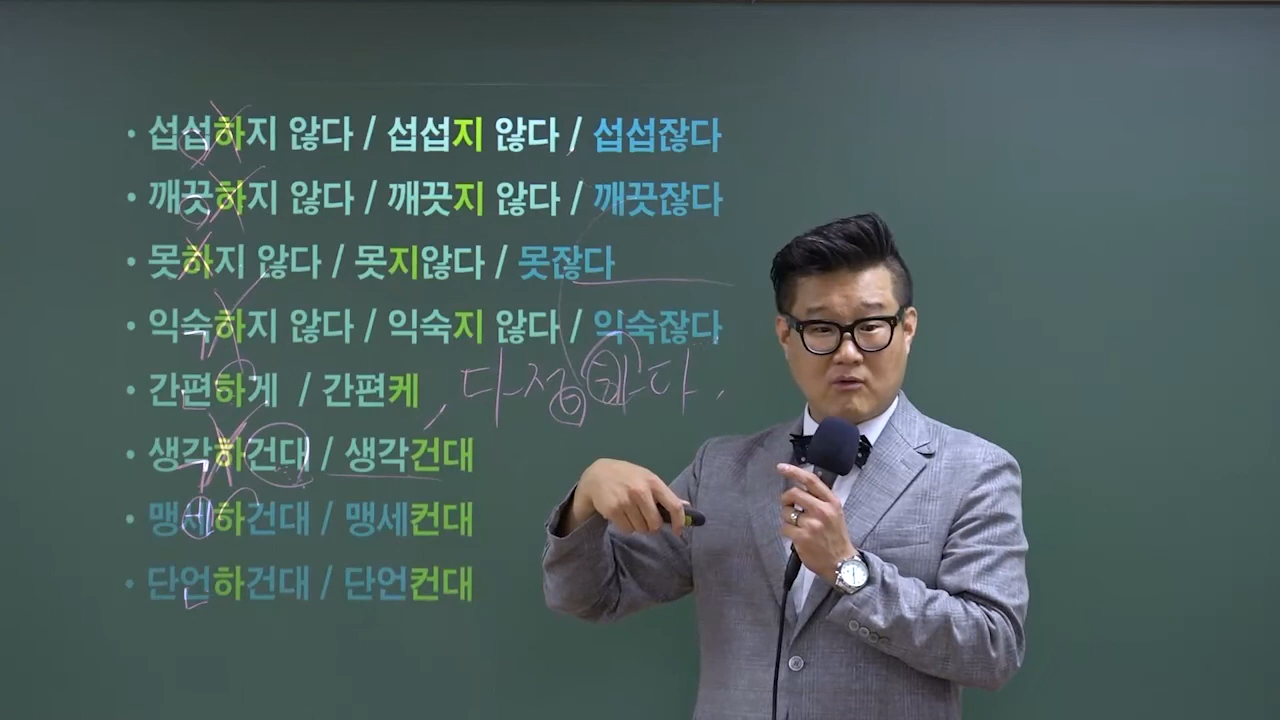 • 섭섭하지 않다 / 섭섭지 않다 / 섭섭잖다
• 깨끗하지 않다 / 깨끗지 않다 / 깨끗잖다
• 못하지 않다 / 못지않다 / 못잖다
• 익숙하지 않다 / 익숙지 않다 / 익숙잖다
• 간편하게 / 간편케
다정하다.
• 생각하건대 / 생각건대
• 맹세하건대 / 맹세컨대
• 단언하건대 / 단언컨대